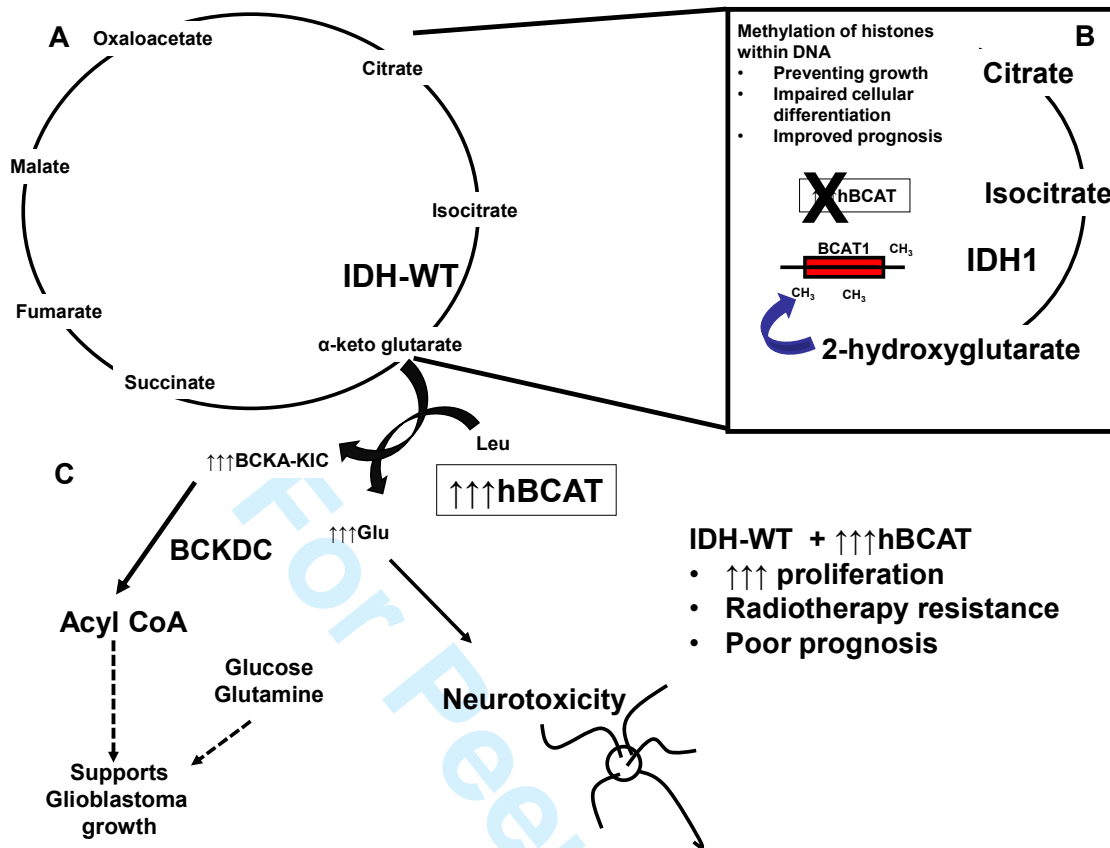 A
Oxaloacetate
Citrate
Malate
Isocitrate
IDH-WT
Fumarate
α-keto glutarate
Succinate
B
Methylation of histones
within DNA
• Preventing growth
• Impaired cellular
differentiation
• Improved prognosis
Citrate
X
hBCAT
Isocitrate
BCAT1
CH3
IDH1
CH3
CH3
2-hydroxyglutarate
C
Leu
↑↑↑BCKA-KIC
↑↑↑hBCAT
↑↑↑Glu
BCKDC
Acyl CoA
Glucose
Glutamine
Supports
Glioblastoma
growth
Neurotoxicity
IDH-WT + ↑↑↑hBCAT
• ↑↑↑ proliferation
• Radiotherapy resistance
• Poor prognosis
For Peer